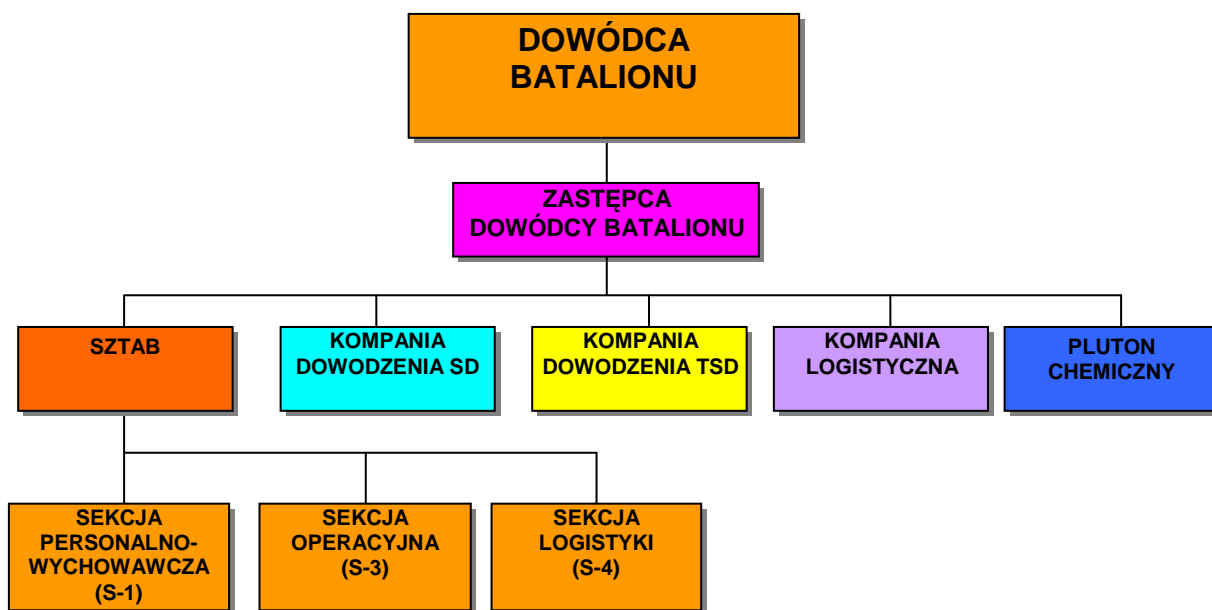 DOWÓDCA
BATALIONU
ZASTĘPCA
DOWÓDCY BATALIONU
SZTAB
KOMPANIA
DOWODZENIA SD
KOMPANIA
DOWODZENIA TSD
KOMPANIA
LOGISTYCZNA
PLUTON
CHEMICZNY
SEKCJA
PERSONALNO-
WYCHOWAWCZA
(S-1)
SEKCJA
OPERACYJNA
(S-3)
SEKCJA
LOGISTYKI
(S-4)